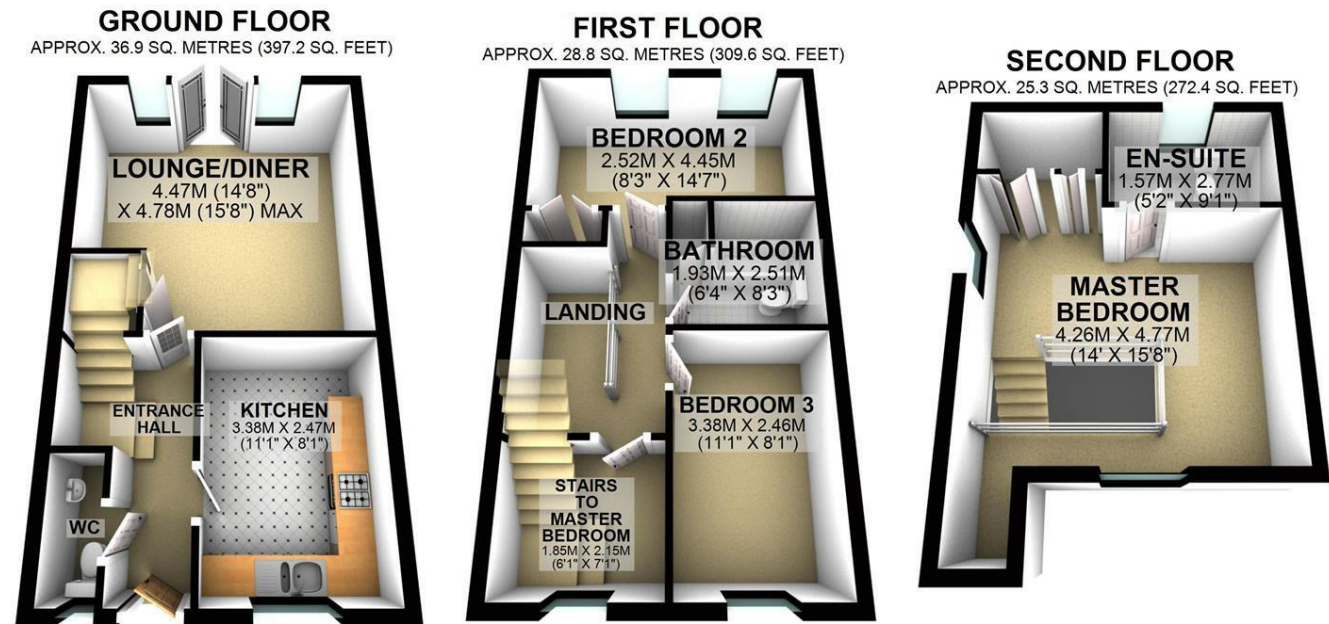 GROUND FLOOR
APPROX. 36.9 SQ. METRES (397.2 SQ. FEET)
LOUNGE/DINER
4.47M (14'8")
X 4.78M (15'8") MAX
ENTRANCE
HALL
KITCHEN
3.38M X 2.47M
(11'1" X 8'1")
WC
FIRST FLOOR
APPROX. 28.8 SQ. METRES (309.6 SQ. FEET)
BEDROOM 2
2.52M X 4.45M
(8'3" X 14'7")
BATHROOM
1.93M X 2.51M
(6'4" X 8'3")
LANDING
BEDROOM 3
3.38M X 2.46M
(11'1" X 8'1")
STAIRS
TO
MASTER
BEDROOM
1.85M X 2.15M
(6'1" X 7'1")
SECOND FLOOR
APPROX. 25.3 SQ. METRES (272.4 SQ. FEET)
EN-SUITE
1.57M X 2.77M
(5'2" X 9'1")
MASTER
BEDROOM
4.26M X 4.77M
(14' X 15'8")